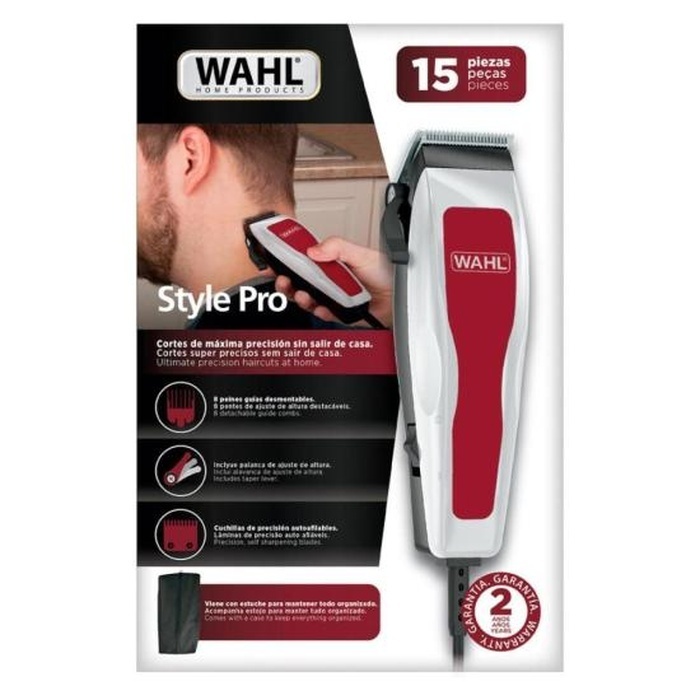 WAHL®
HOME PRODUCTS
15 piezas
peças
pieces
WAHL
Style Pro
Cortes de máxima precisión sin salir de casa.
Cortes super precisos sem sair de casa.
Ultimate precision haircuts at home.
8 peines guías desmontables.
8 pentes de ajuste de altura destacáveis.
8 detachable guide combs.
Incluye palanca de ajuste de altura.
Inclui alavanca de ajuste de altura.
Includes taper lever.
Cuchillas de precisión autoafilables.
Láminas de precisão auto afiáveis.
Precision, self sharpening blades.
Viene con estuche para mantener todo organizado.
Acompanha estojo para manter tudo organizado.
Comes with a case to keep everything organized.
GARANTÍA. GARANTIA. WARRANTY.
2
AÑOS
ANOS
YEARS